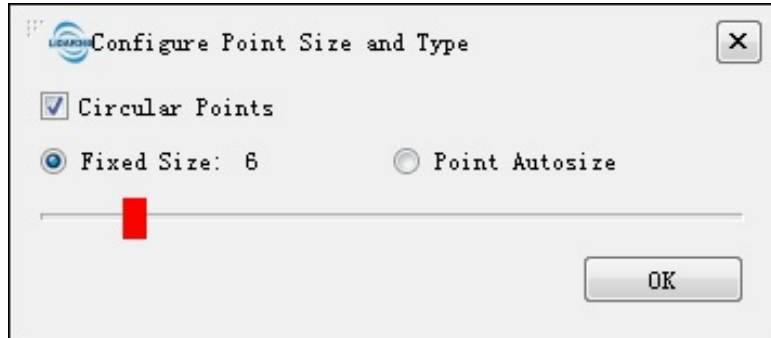 Configure Point Size and Type
Circular Points
Fixed Size: 6
Point Autosize
OK